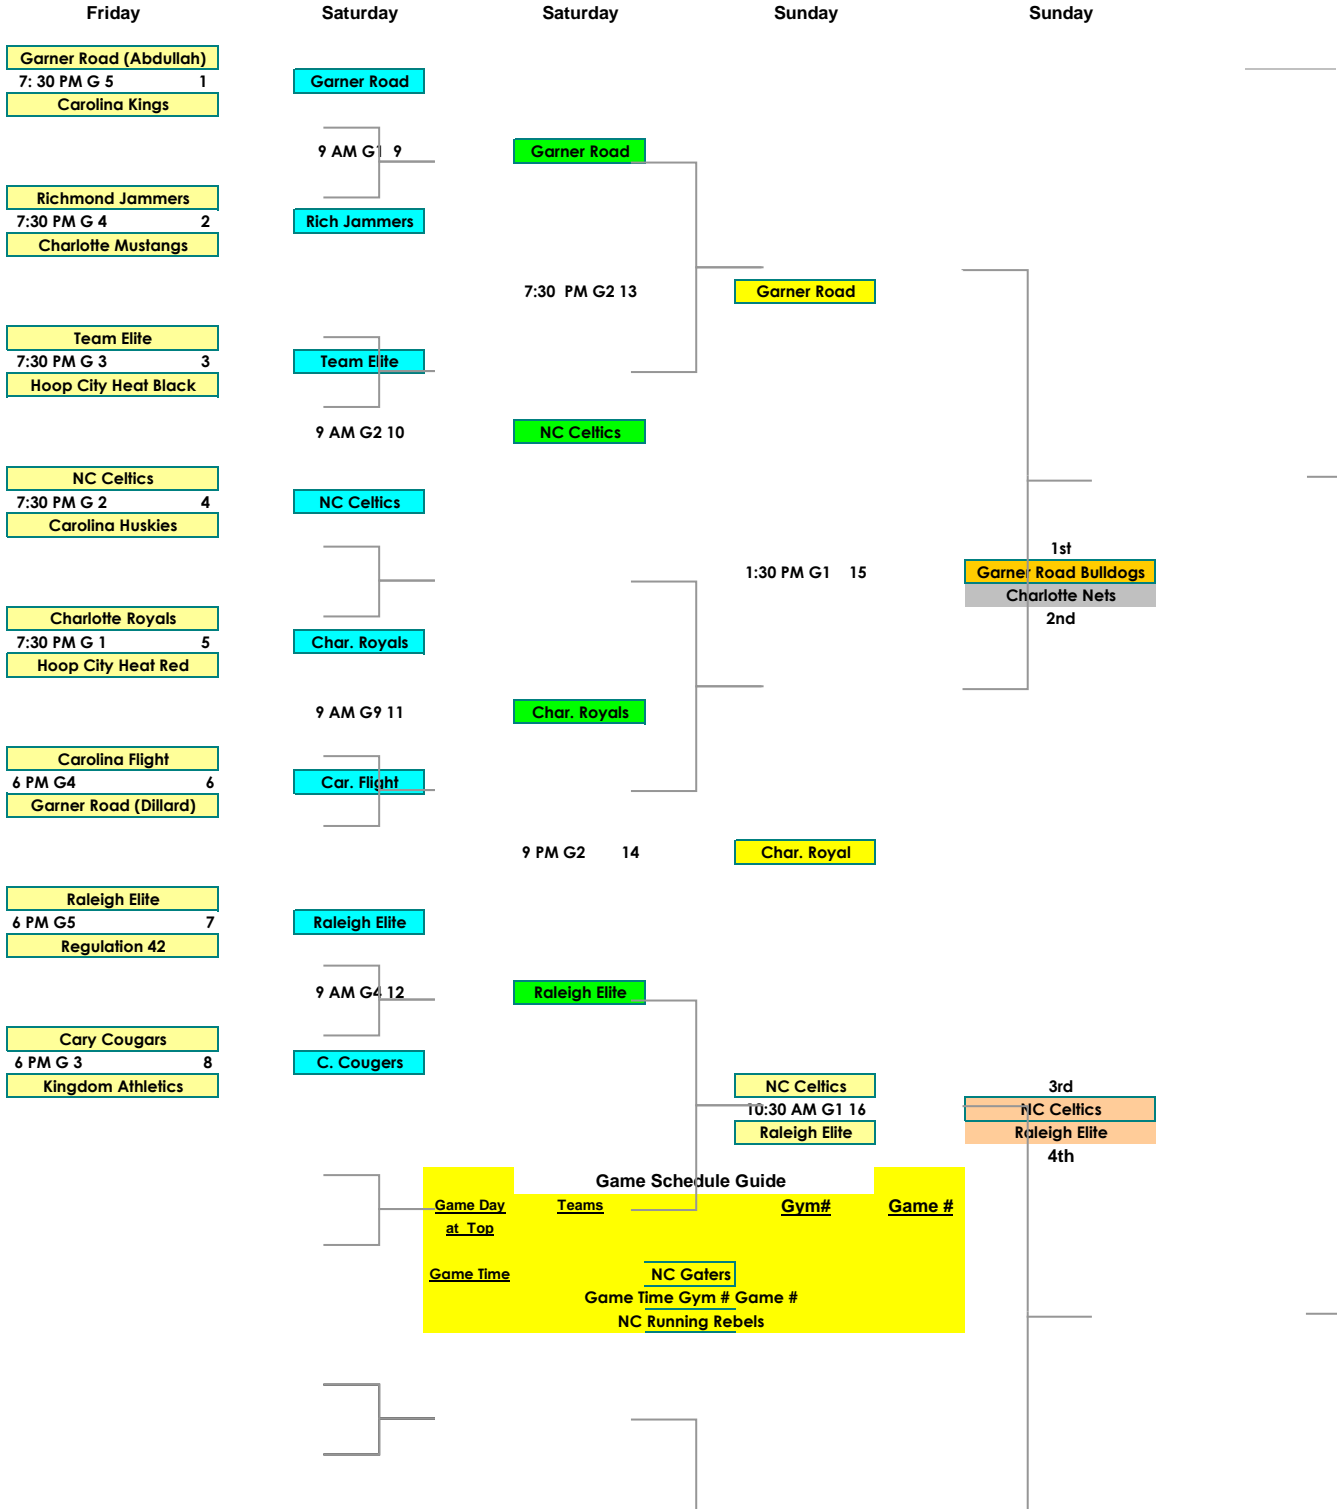 Friday Saturday Saturday Sunday Sunday
Garner Road (Abdullah)
7: 30 PM G 5 1 Garner Road
Carolina Kings
9 AM G1 9 Garner Road
Richmond Jammers
7:30 PM G 4 2 Rich Jammers
Charlotte Mustangs
7:30 PM G2 13 Garner Road
Team Elite
7:30 PM G 3 3 Team Elite
Hoop City Heat Black
9 AM G2 10 NC Celtics
NC Celtics
7:30 PM G 2 4 NC Celtics
Carolina Huskies
1st
1:30 PM G1 15 Garner Road Bulldogs
Charlotte Nets
Charlotte Royals 2nd
7:30 PM G 1 5 Char. Royals
Hoop City Heat Red
9 AM G9 11 Char. Royals
Carolina Flight
6 PM G4 6 Car. Flight
Garner Road (Dillard)
9 PM G2 14 Char. Royal
Raleigh Elite
6 PM G5 7 Raleigh Elite
Regulation 42
9 AM G4 12 Raleigh Elite
Cary Cougars
6 PM G 3 8 C. Cougers
Kingdom Athletics NC Celtics 3rd
10:30 AM G1 16 NC Celtics
Raleigh Elite Raleigh Elite
4th
Game Schedule Guide
Game Day Teams Gym# Game #
at Top
Game Time NC Gaters
Game Time Gym # Game #
NC Running Rebels